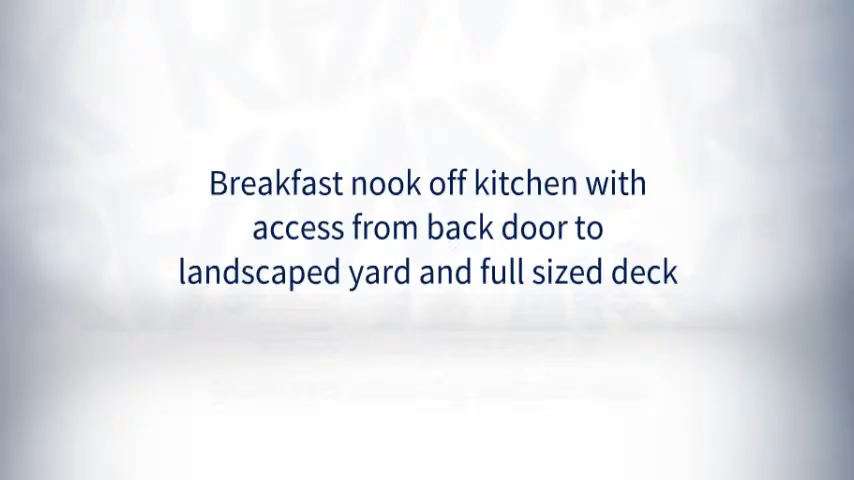 Breakfast nook off kitchen with
access from back door to
landscaped yard and full sized deck